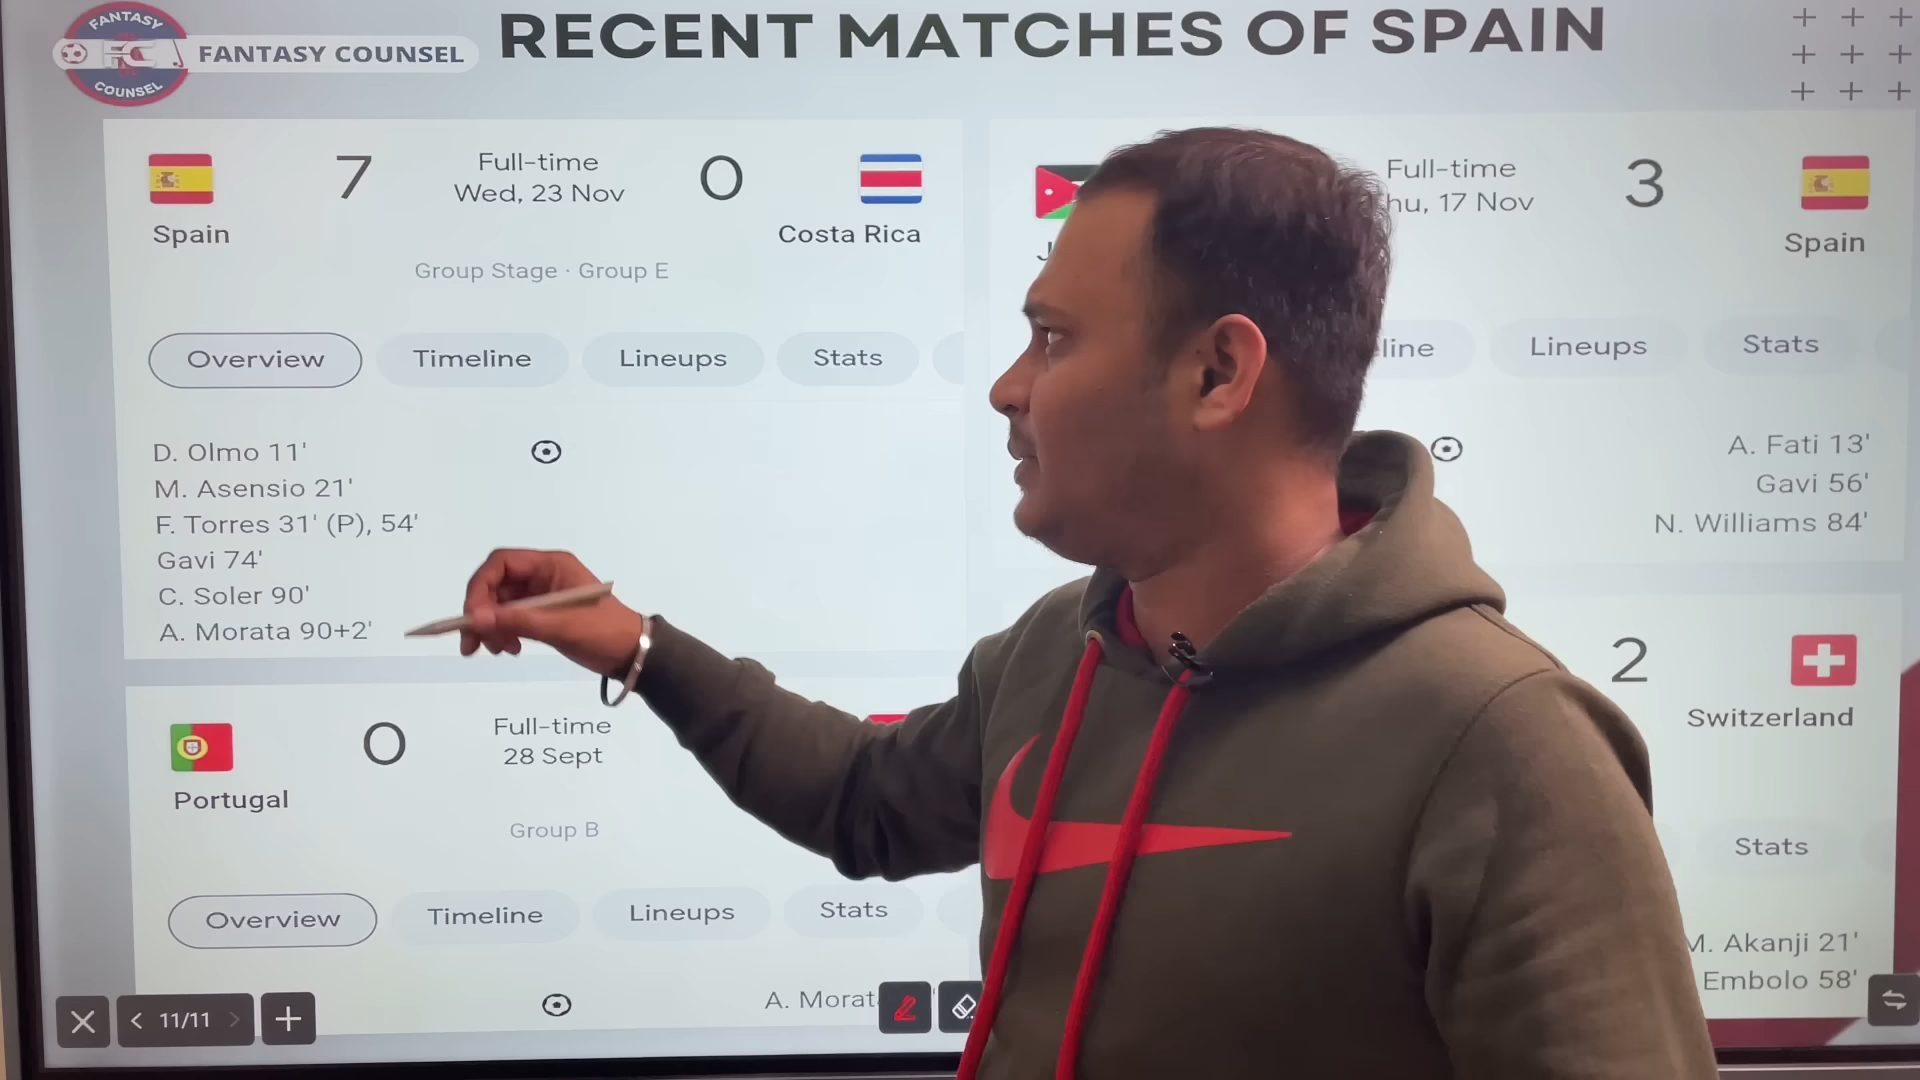 FANTASY
FC
COUNSEL
FANTASY COUNSEL
RECENT MATCHES OF SPAIN
7
Full-time
Wed, 23 Nov
0
Spain
Costa Rica
Group Stage · Group E
Overview
Timeline
Lineups
Stats
D. Olmo 11'
M. Asensio 21'
F. Torres 31' (P), 54'
Gavi 74'
C. Soler 90'
A. Morata 90+2'
Full-time
17 Nov
3
Spain
Lineups
Stats
A. Fati 13'
Gavi 56'
N. Williams 84'
0
Full-time
28 Sept
Portugal
Group B
Overview
Timeline
Lineups
Stats
A.
2
Switzerland
Stats
M. Akanji 21'
Embolo 58'
11/11